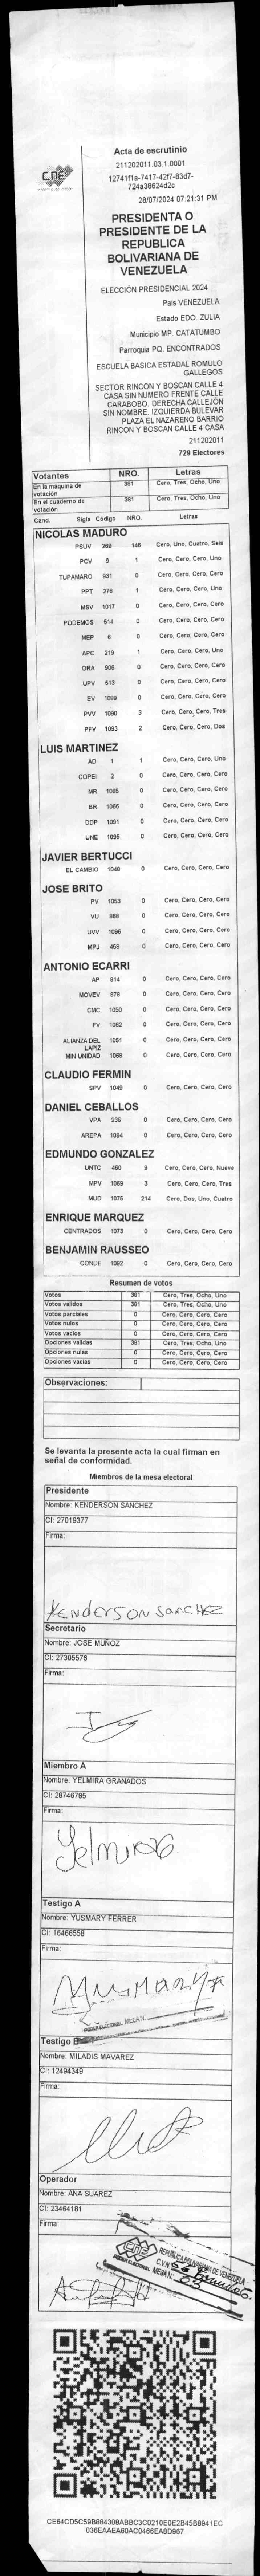 CNE
Acta de escrutinio
211202011.03.1.0001
12741f1a-7417-42f7-83d7-
724a38624d2c
28/07/2024 07:21:31 PM
PRESIDENTA O
PRESIDENTE DE LA
REPUBLICA
BOLIVARIANA DE
VENEZUELA
ELECCIÓN PRESIDENCIAL 2024
Pais VENEZUELA
Estado EDO. ZULIA
Municipio MP. CATATUMBO
Parroquia PQ. ENCONTRADOS
ESCUELA BASICA ESTADAL ROMULO
GALLEGOS
SECTOR RINCON Y BOSCAN CALLE 4
CASA SIN NUMERO FRENTE CALLE
CARABOBO. DERECHA CALLEJÓN
SIN NOMBRE. IZQUIERDA BULEVAR
PLAZA EL NAZARENO BARRIO
RINCON Y BOSCAN CALLE 4 CASA
211202011
729 Electores
Votantes NRO. Letras
En la máquina de votación 381 Cero, Tres, Ocho, Uno
En el cuaderno de votación 381 Cero, Tres, Ocho, Uno
Cand. Sigla Código NRO. Letras
NICOLAS MADURO
PSUV 269 146 Cero, Uno, Cuatro, Seis
PCV 9 1 Cero, Cero, Cero, Uno
TUPAMARO 931 0 Cero, Cero, Cero, Cero
PPT 276 1 Cero, Cero, Cero, Uno
MSV 1017 0 Cero, Cero, Cero, Cero
PODEMOS 514 0 Cero, Cero, Cero, Cero
MEP 6 0 Cero, Cero, Cero, Cero
APC 219 1 Cero, Cero, Cero, Uno
ORA 906 0 Cero, Cero, Cero, Cero
UPV 513 0 Cero, Cero, Cero, Cero
EV 1089 0 Cero, Cero, Cero, Cero
PVV 1090 3 Cero, Cero, Cero, Tres
PFV 1093 2 Cero, Cero, Cero, Dos
LUIS MARTINEZ
AD 1 1 Cero, Cero, Cero, Uno
COPEI 2 0 Cero, Cero, Cero, Cero
MR 1065 0 Cero, Cero, Cero, Cero
BR 1066 0 Cero, Cero, Cero, Cero
DDP 1091 0 Cero, Cero, Cero, Cero
UNE 1095 0 Cero, Cero, Cero, Cero
JAVIER BERTUCCI
EL CAMBIO 1048 0 Cero, Cero, Cero, Cero
JOSE BRITO
PV 1053 0 Cero, Cero, Cero, Cero
VU 868 0 Cero, Cero, Cero, Cero
UVV 1096 0 Cero, Cero, Cero, Cero
MPJ 458 0 Cero, Cero, Cero, Cero
ANTONIO ECARRI
AP 814 0 Cero, Cero, Cero, Cero
MOVEV 976 0 Cero, Cero, Cero, Cero
CMC 1050 0 Cero, Cero, Cero, Cero
FV 1062 0 Cero, Cero, Cero, Cero
ALIANZA DEL LAPIZ 1051 0 Cero, Cero, Cero, Cero
MIN UNIDAD 1068 0 Cero, Cero, Cero, Cero
CLAUDIO FERMIN
SPV 1049 0 Cero, Cero, Cero, Cero
DANIEL CEBALLOS
VPA 236 0 Cero, Cero, Cero, Cero
AREPA 1094 0 Cero, Cero, Cero, Cero
EDMUNDO GONZALEZ
UNTC 460 9 Cero, Cero, Cero, Nueve
MPV 1069 3 Cero, Cero, Cero, Tres
MUD 1075 214 Cero, Dos, Uno, Cuatro
ENRIQUE MARQUEZ
CENTRADOS 1073 0 Cero, Cero, Cero, Cero
BENJAMIN RAUSSEO
CONDE 1092 0 Cero, Cero, Cero, Cero
Resumen de votos
Votos 381 Cero, Tres, Ocho, Uno
Votos validos 381 Cero, Tres, Ocho, Uno
Votos parciales 0 Cero, Cero, Cero, Cero
Votos nulos 0 Cero, Cero, Cero, Cero
Votos vacios 0 Cero, Cero, Cero, Cero
Opciones validas 381 Cero, Tres, Ocho, Uno
Opciones nulas 0 Cero, Cero, Cero, Cero
Opciones vacias 0 Cero, Cero, Cero, Cero
Observaciones:
Se levanta la presente acta la cual firman en
señal de conformidad.
Miembros de la mesa electoral
Presidente
Nombre: KENDERSON SANCHEZ
CI: 27019377
Firma:
Kenderson sancHez
Secretario
Nombre: JOSE MUÑOZ
CI: 27305576
Firma:
Miembro A
Nombre: YELMIRA GRANADOS
CI: 28746785
Firma:
Testigo A
Nombre: YUSMARY FERRER
CI: 16466558
Firma:
Testigo B
Nombre: MILADIS MAVAREZ
CI: 12494349
Firma:
Operador
Nombre: ANA SUAREZ
CI: 23464181
Firma:
CNE
REPÚBLICA BOLIVARIANA DE VENEZUELA
CE64CD5C59B884308ABBC3C0210E0E2B45B8941EC
036EAAEA60AC0466EA8D967